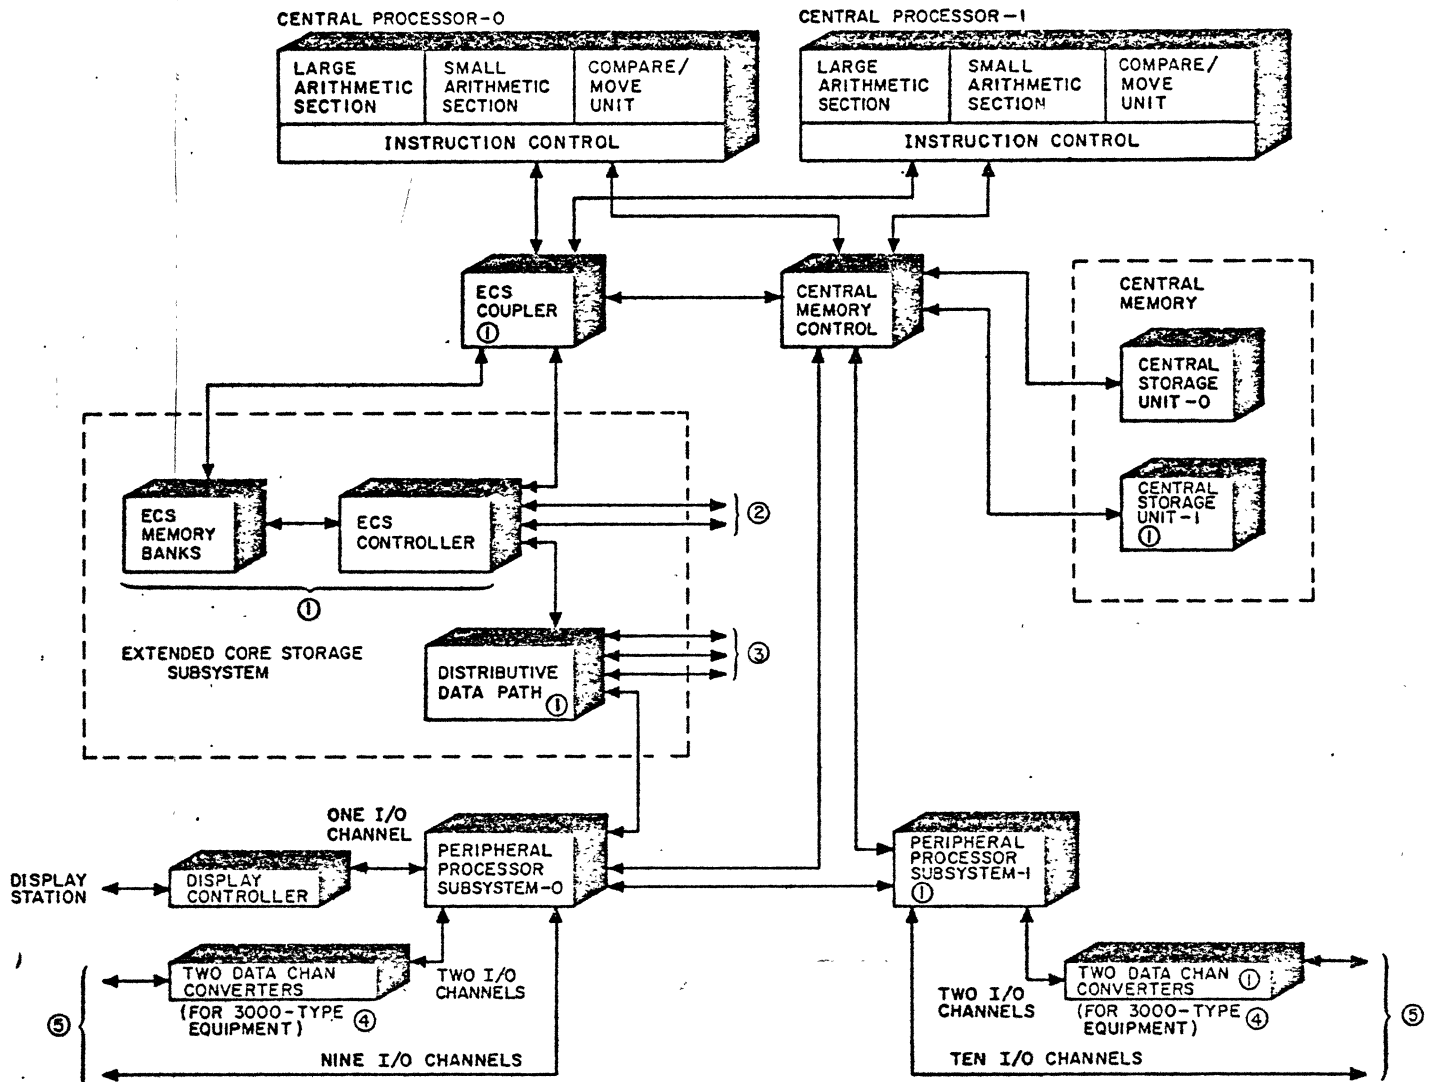 CENTRAL PROCESSOR-0
CENTRAL PROCESSOR-1
LARGE
ARITHMETIC
SECTION
SMALL
ARITHMETIC
SECTION
COMPARE/
MOVE
UNIT
INSTRUCTION CONTROL
LARGE
ARITHMETIC
SECTION
SMALL
ARITHMETIC
SECTION
COMPARE/
MOVE
UNIT
INSTRUCTION CONTROL
ECS
COUPLER
①
CENTRAL
MEMORY
CONTROL
CENTRAL
MEMORY
CENTRAL
STORAGE
UNIT-0
CENTRAL
STORAGE
UNIT-1
①
ECS
MEMORY
BANKS
ECS
CONTROLLER
②
①
EXTENDED CORE STORAGE
SUBSYSTEM
DISTRIBUTIVE
DATA PATH ①
③
ONE I/O
CHANNEL
PERIPHERAL
PROCESSOR
SUBSYSTEM-0
PERIPHERAL
PROCESSOR
SUBSYSTEM-1
①
DISPLAY
STATION
DISPLAY
CONTROLLER
TWO DATA CHAN
CONVERTERS
(FOR 3000-TYPE
EQUIPMENT) ④
TWO I/O
CHANNELS
⑤
NINE I/O CHANNELS
TWO I/O
CHANNELS
TWO DATA CHAN ①
CONVERTERS
(FOR 3000-TYPE
EQUIPMENT) ④
⑤
TEN I/O CHANNELS